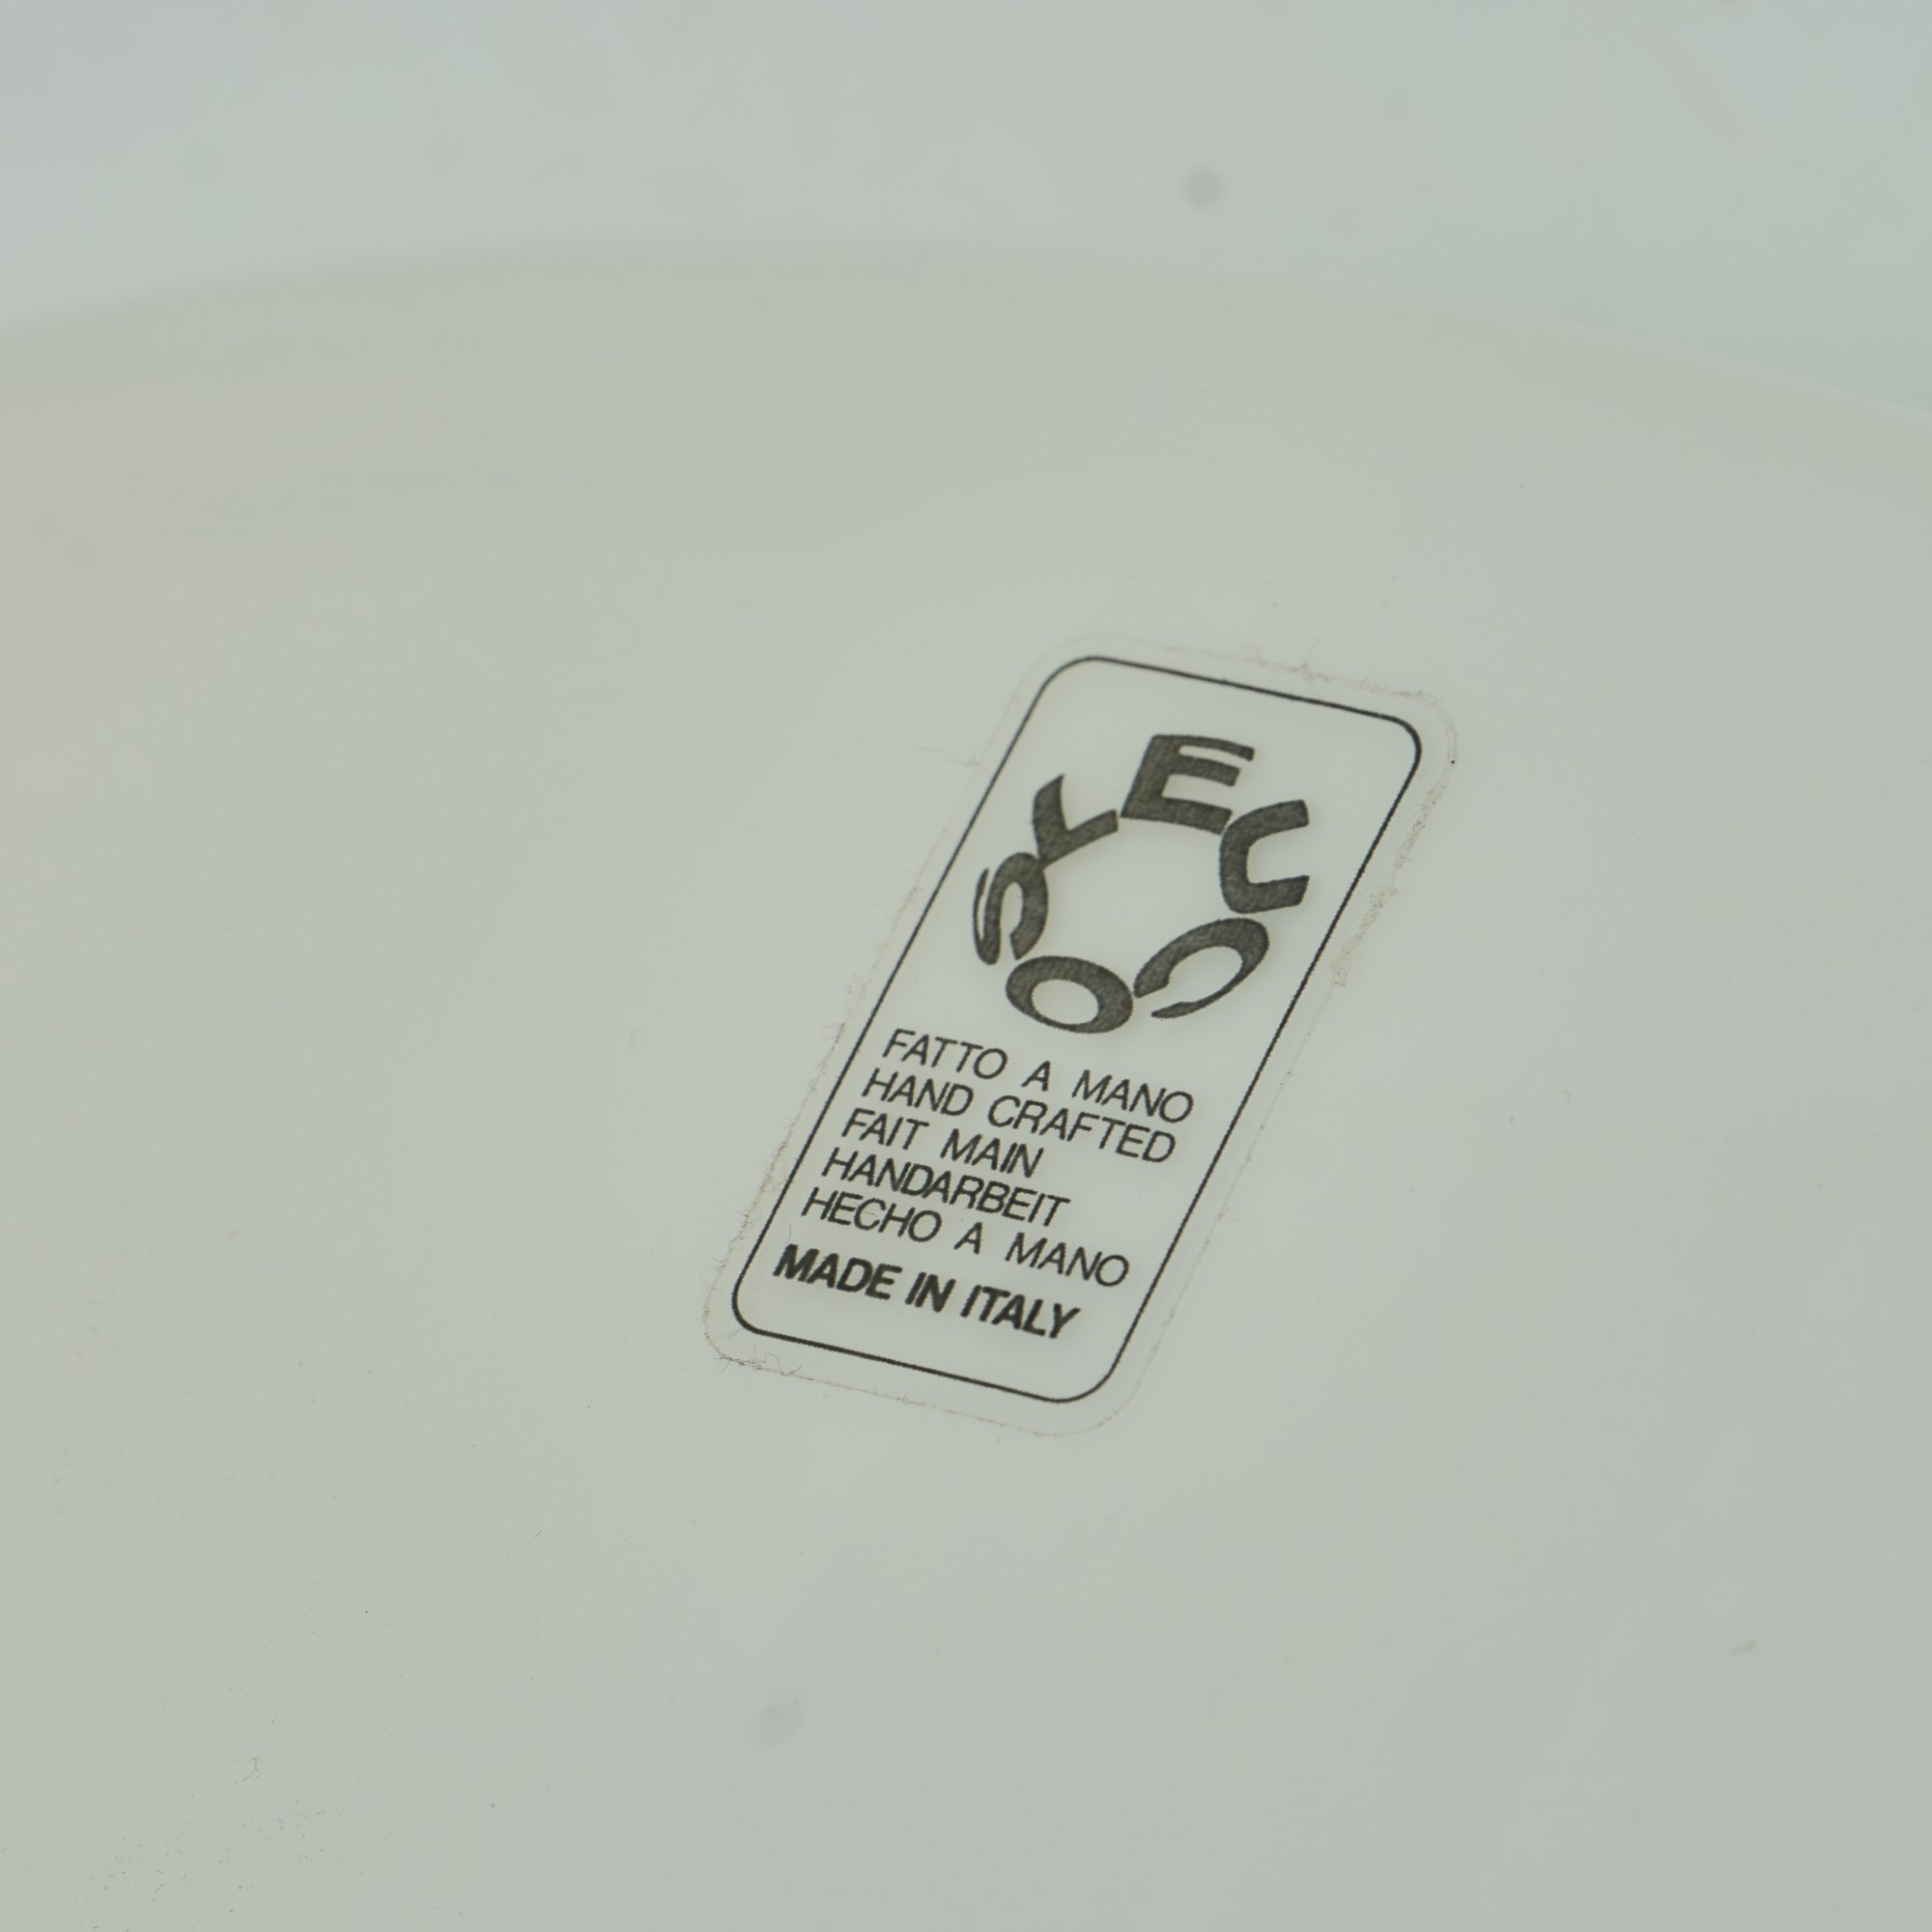 LEUCOS
FATTO A MANO
HAND CRAFTED
FAIT MAIN
HANDARBEIT
HECHO A MANO
MADE IN ITALY